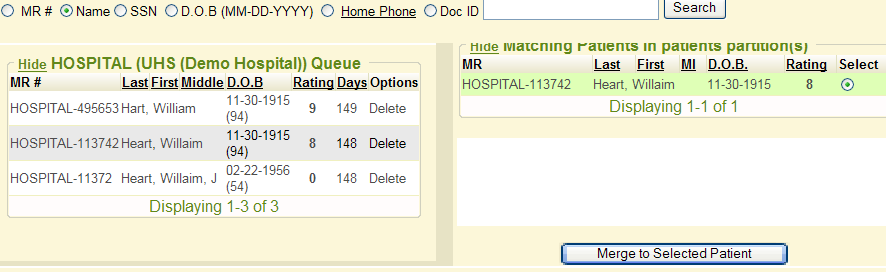 MR # Name SSN D.O.B (MM-DD-YYYY) Home Phone Doc ID Search
Hide HOSPITAL (UHS (Demo Hospital)) Queue
MR # Last First Middle D.O.B Rating Days Options
HOSPITAL-495653 Hart, William 11-30-1915 (94) 9 149 Delete
HOSPITAL-113742 Heart, Willaim 11-30-1915 (94) 8 148 Delete
HOSPITAL-11372 Heart, Willaim, J 02-22-1956 (54) 0 148 Delete
Displaying 1-3 of 3
Hide Matching Patients in patients partition(s)
MR Last First MI D.O.B. Rating Select
HOSPITAL-113742 Heart, Willaim 11-30-1915 8
Displaying 1-1 of 1
Merge to Selected Patient